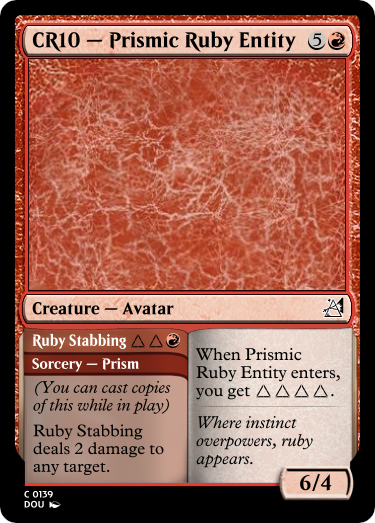 CR10 — Prismic Ruby Entity 5
Creature — Avatar
Ruby Stabbing △ △
Sorcery — Prism
(You can cast copies
of this while in play)
Ruby Stabbing
deals 2 damage to
any target.
When Prismic
Ruby Entity enters,
you get △ △ △ △.
Where instinct
overpowers, ruby
appears.
6/4
C 0139
DOU